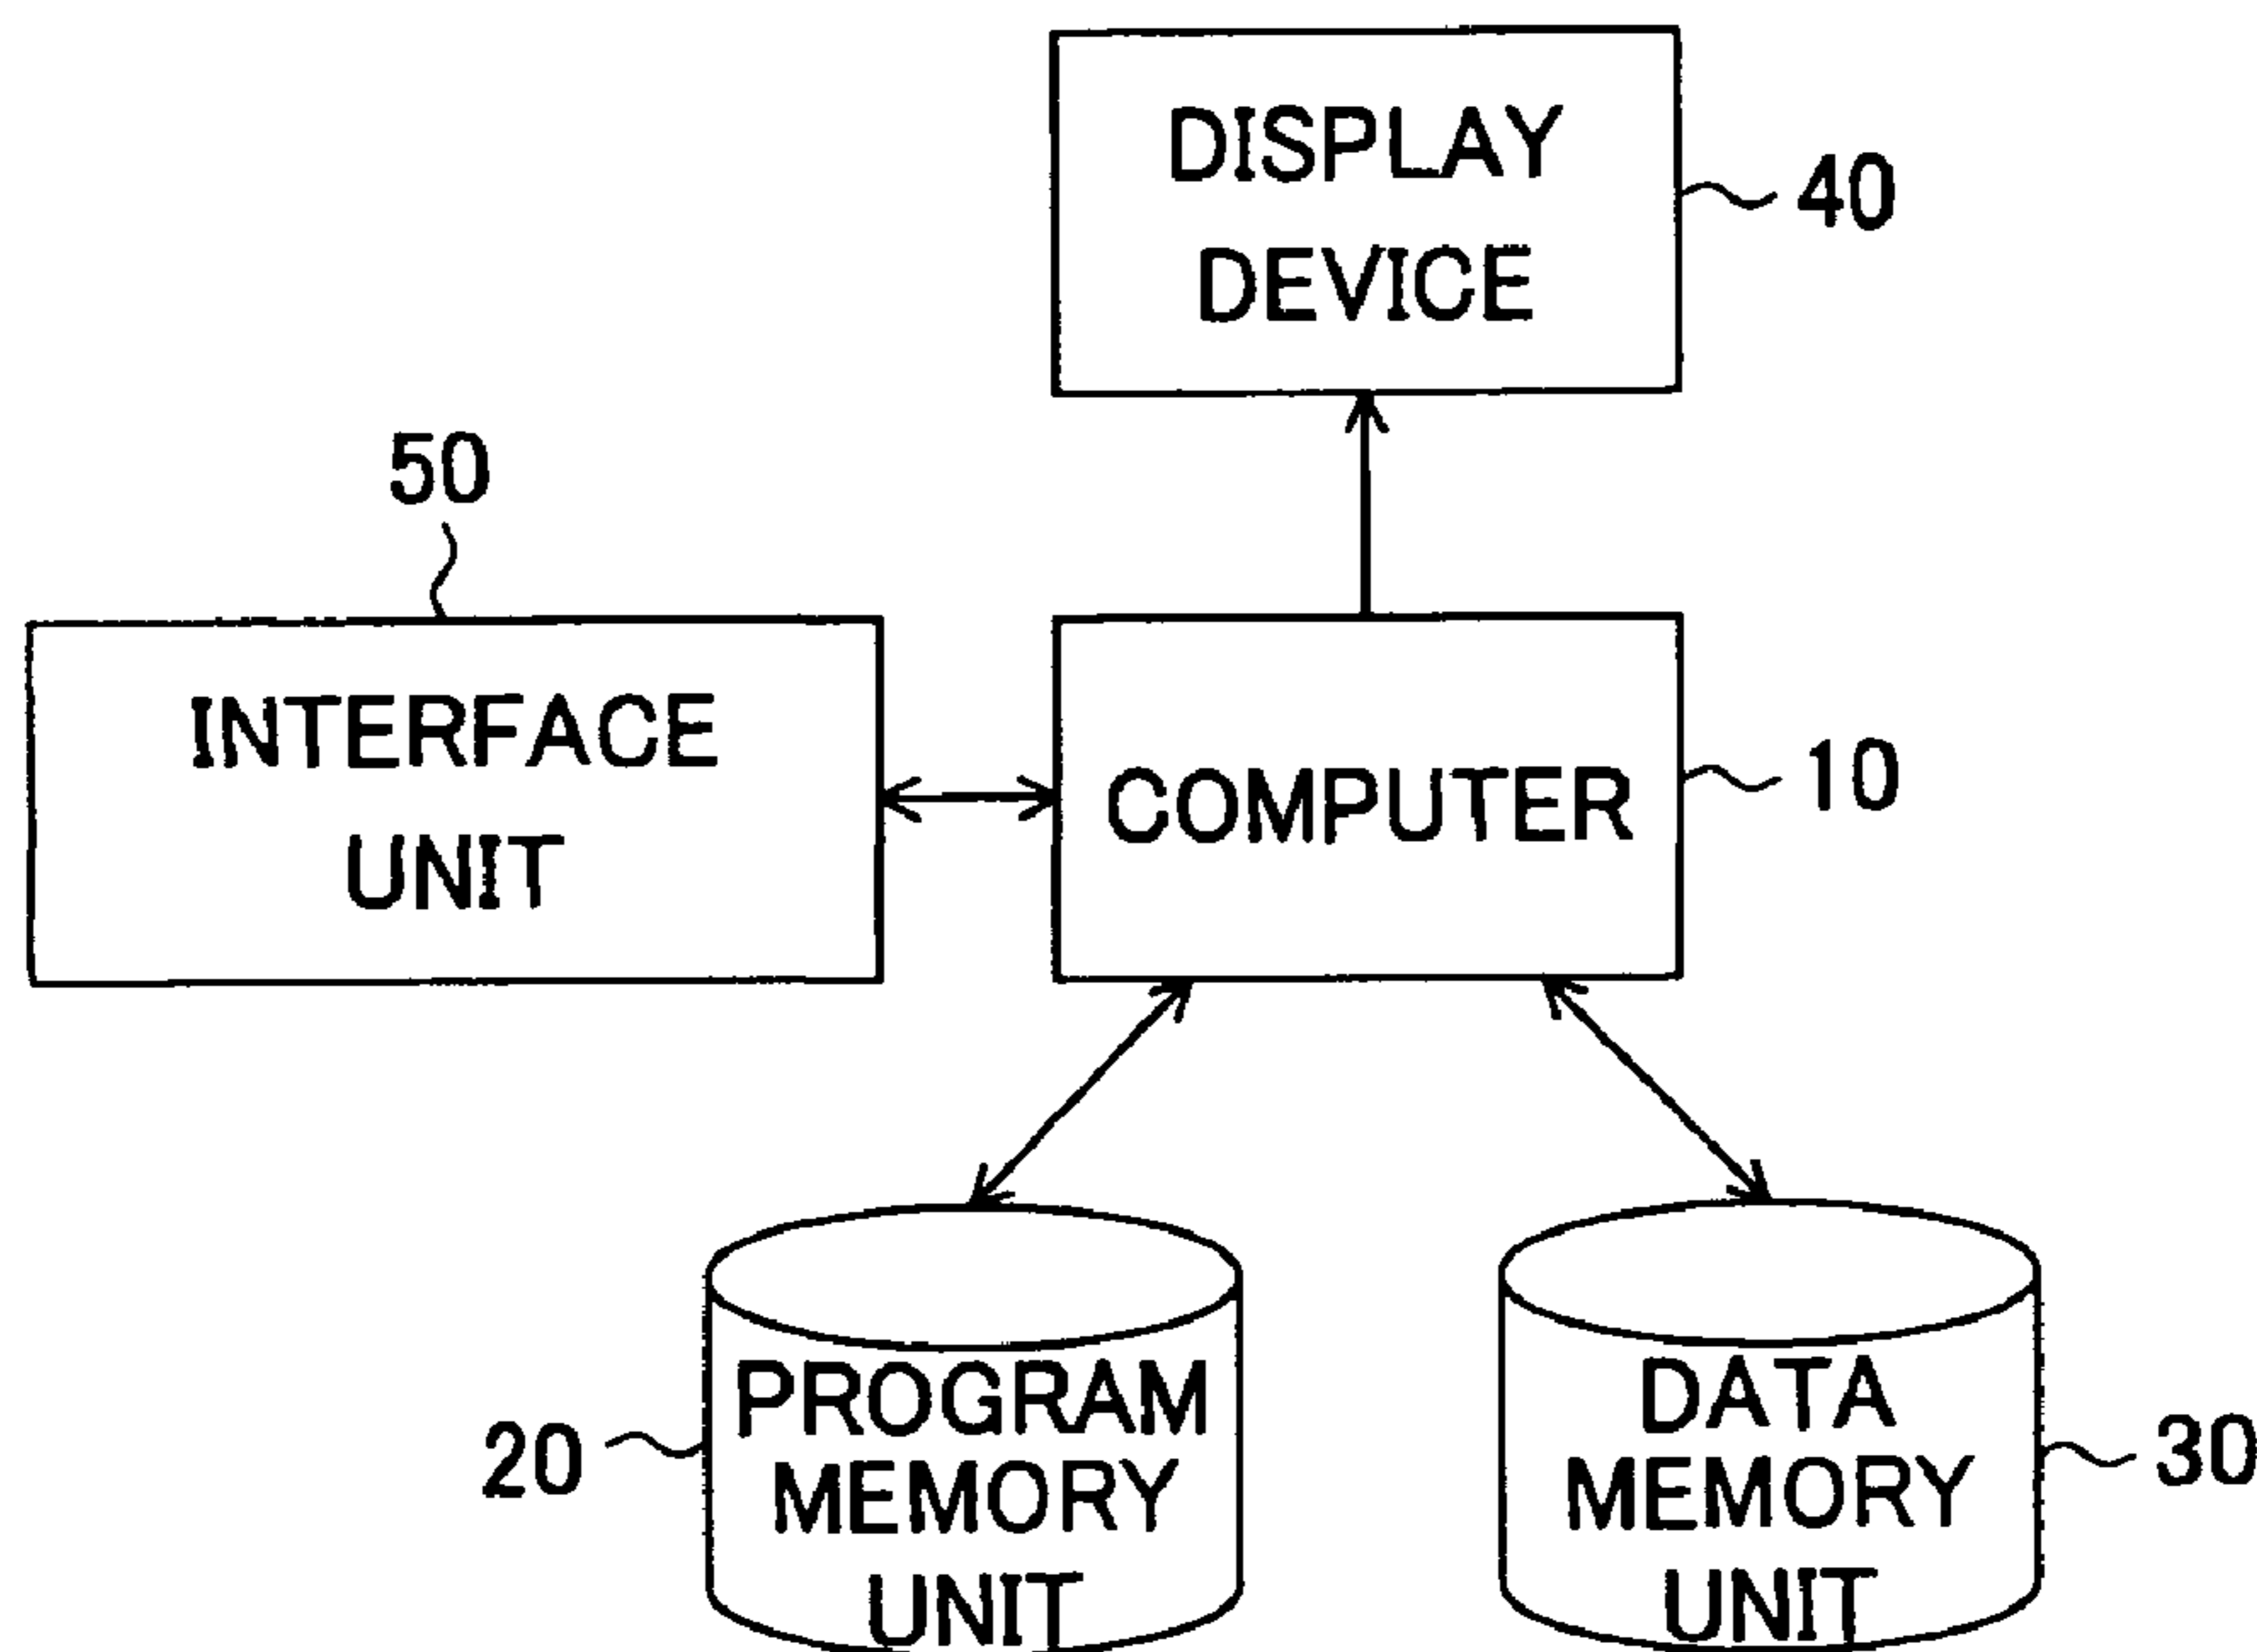 DISPLAY
DEVICE
40
50
INTERFACE
UNIT
COMPUTER
10
20
PROGRAM
MEMORY
UNIT
DATA
MEMORY
UNIT
30